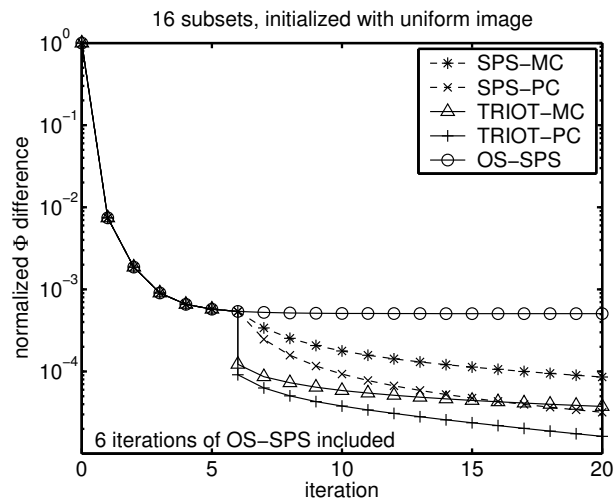 16 subsets, initialized with uniform image
10^0
10^-1
10^-2
10^-3
10^-4
normalized Φ difference
SPS-MC
SPS-PC
TRIOT-MC
TRIOT-PC
OS-SPS
6 iterations of OS-SPS included
0 5 10 15 20
iteration